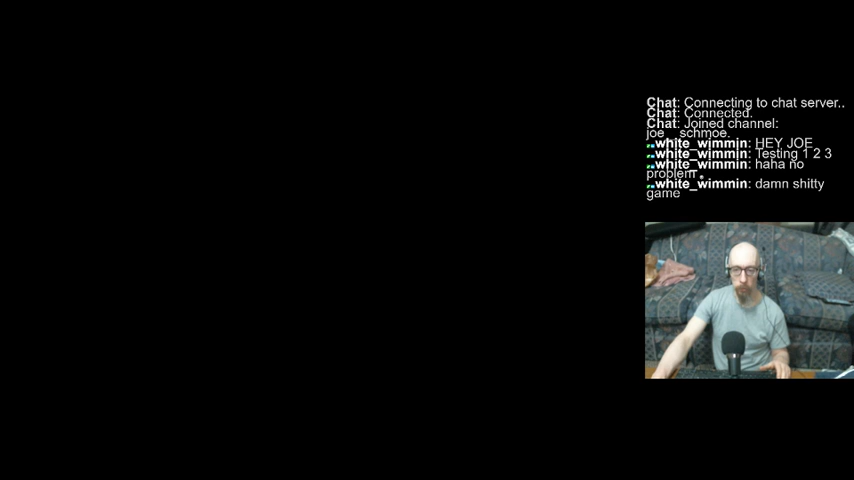 Chat: Connecting to chat server..
Chat: Connected.
Chat: Joined channel:
joe__schmoe.
white_wimmin: HEY JOE
white_wimmin: Testing 1 2 3
white_wimmin: haha no
problem.
white_wimmin: damn shitty
game